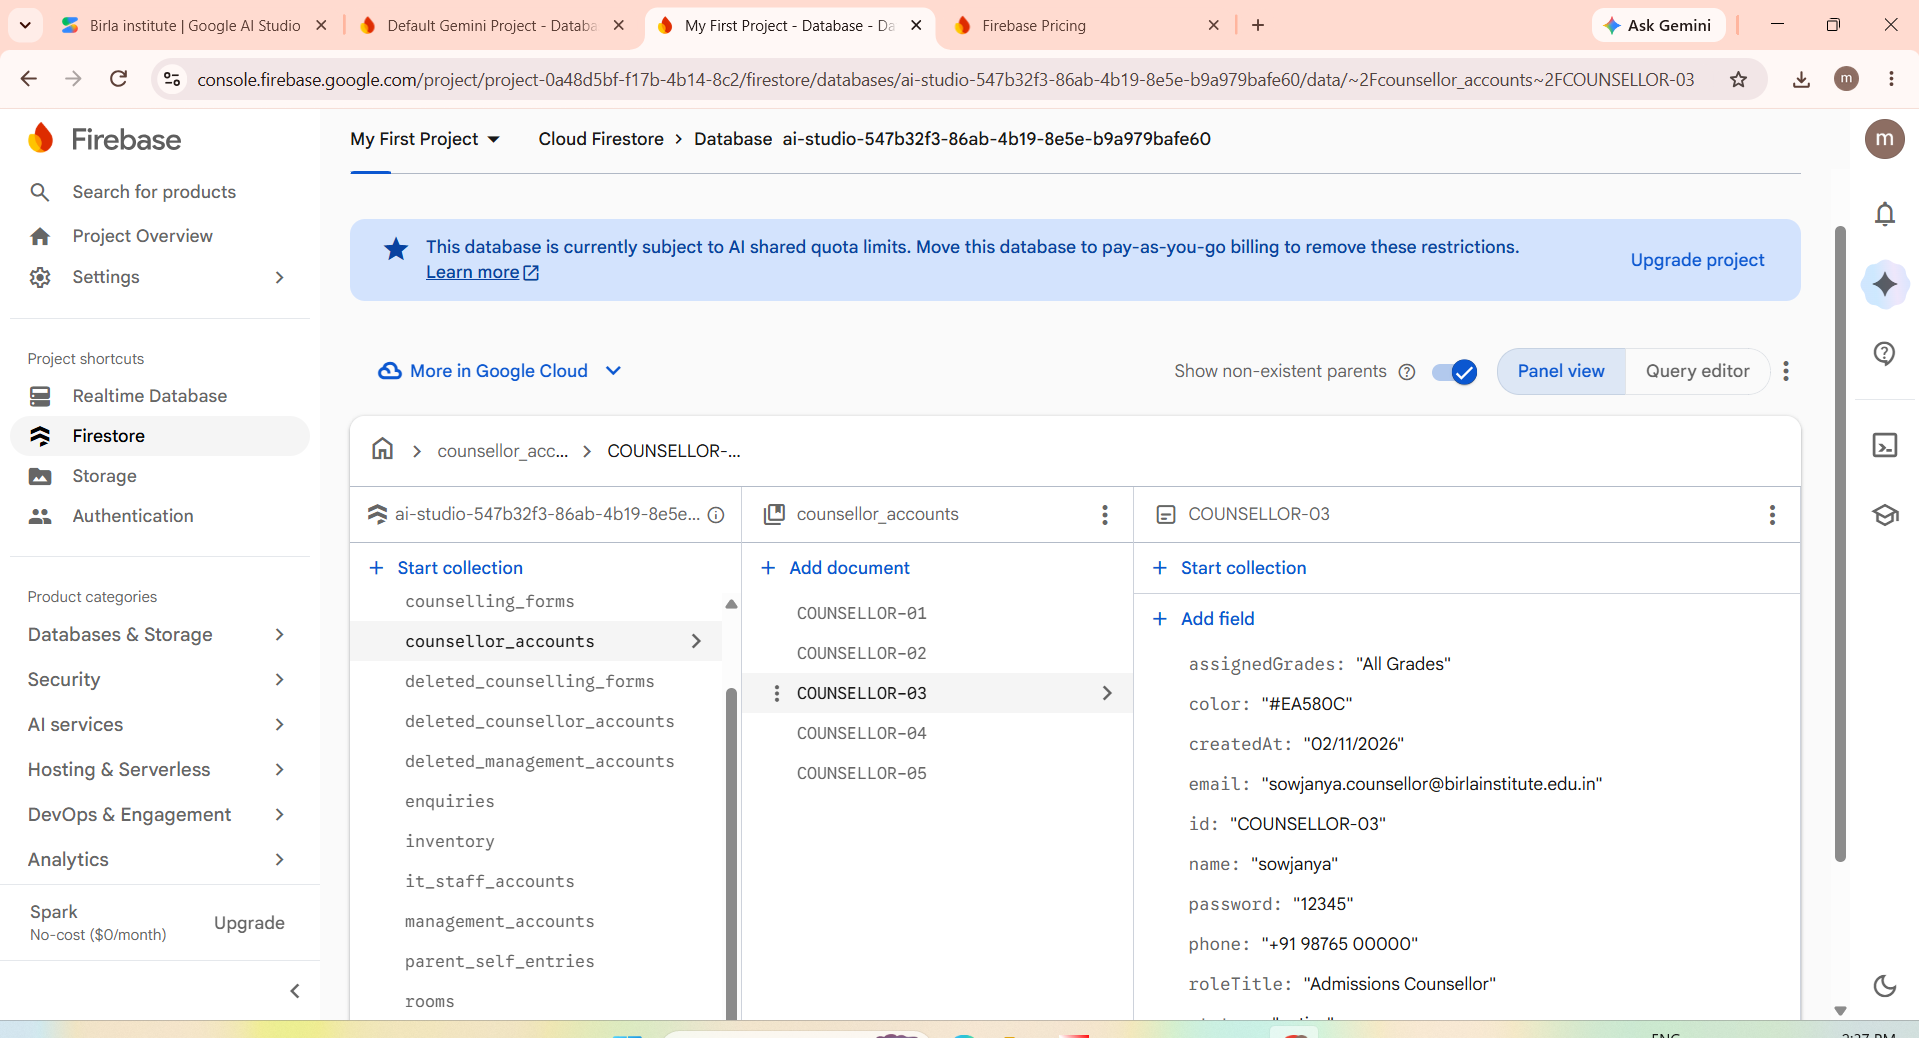 Birla institute | Google AI Studio
Default Gemini Project - Databa
My First Project - Database - Da
Firebase Pricing
Ask Gemini
console.firebase.google.com/project/project-0a48d5bf-f17b-4b14-8c2/firestore/databases/ai-studio-547b32f3-86ab-4b19-8e5e-b9a979bafe60/data/~2Fcounsellor_accounts~2FCOUNSELLOR-03
m
Firebase
My First Project
Cloud Firestore > Database ai-studio-547b32f3-86ab-4b19-8e5e-b9a979bafe60
m
Search for products
Project Overview
Settings
This database is currently subject to AI shared quota limits. Move this database to pay-as-you-go billing to remove these restrictions.
Learn more
Upgrade project
Project shortcuts
Realtime Database
Firestore
Storage
Authentication
Product categories
Databases & Storage
Security
AI services
Hosting & Serverless
DevOps & Engagement
Analytics
Spark
No-cost ($0/month)
Upgrade
More in Google Cloud
Show non-existent parents
Panel view
Query editor
counsellor_acc... > COUNSELLOR-...
ai-studio-547b32f3-86ab-4b19-8e5e...
+ Start collection
counselling_forms
counsellor_accounts
deleted_counselling_forms
deleted_counsellor_accounts
deleted_management_accounts
enquiries
inventory
it_staff_accounts
management_accounts
parent_self_entries
rooms
counsellor_accounts
+ Add document
COUNSELLOR-01
COUNSELLOR-02
COUNSELLOR-03
COUNSELLOR-04
COUNSELLOR-05
COUNSELLOR-03
+ Start collection
+ Add field
assignedGrades: "All Grades"
color: "#EA580C"
createdAt: "02/11/2026"
email: "sowjanya.counsellor@birlainstitute.edu.in"
id: "COUNSELLOR-03"
name: "sowjanya"
password: "12345"
phone: "+91 98765 00000"
roleTitle: "Admissions Counsellor"